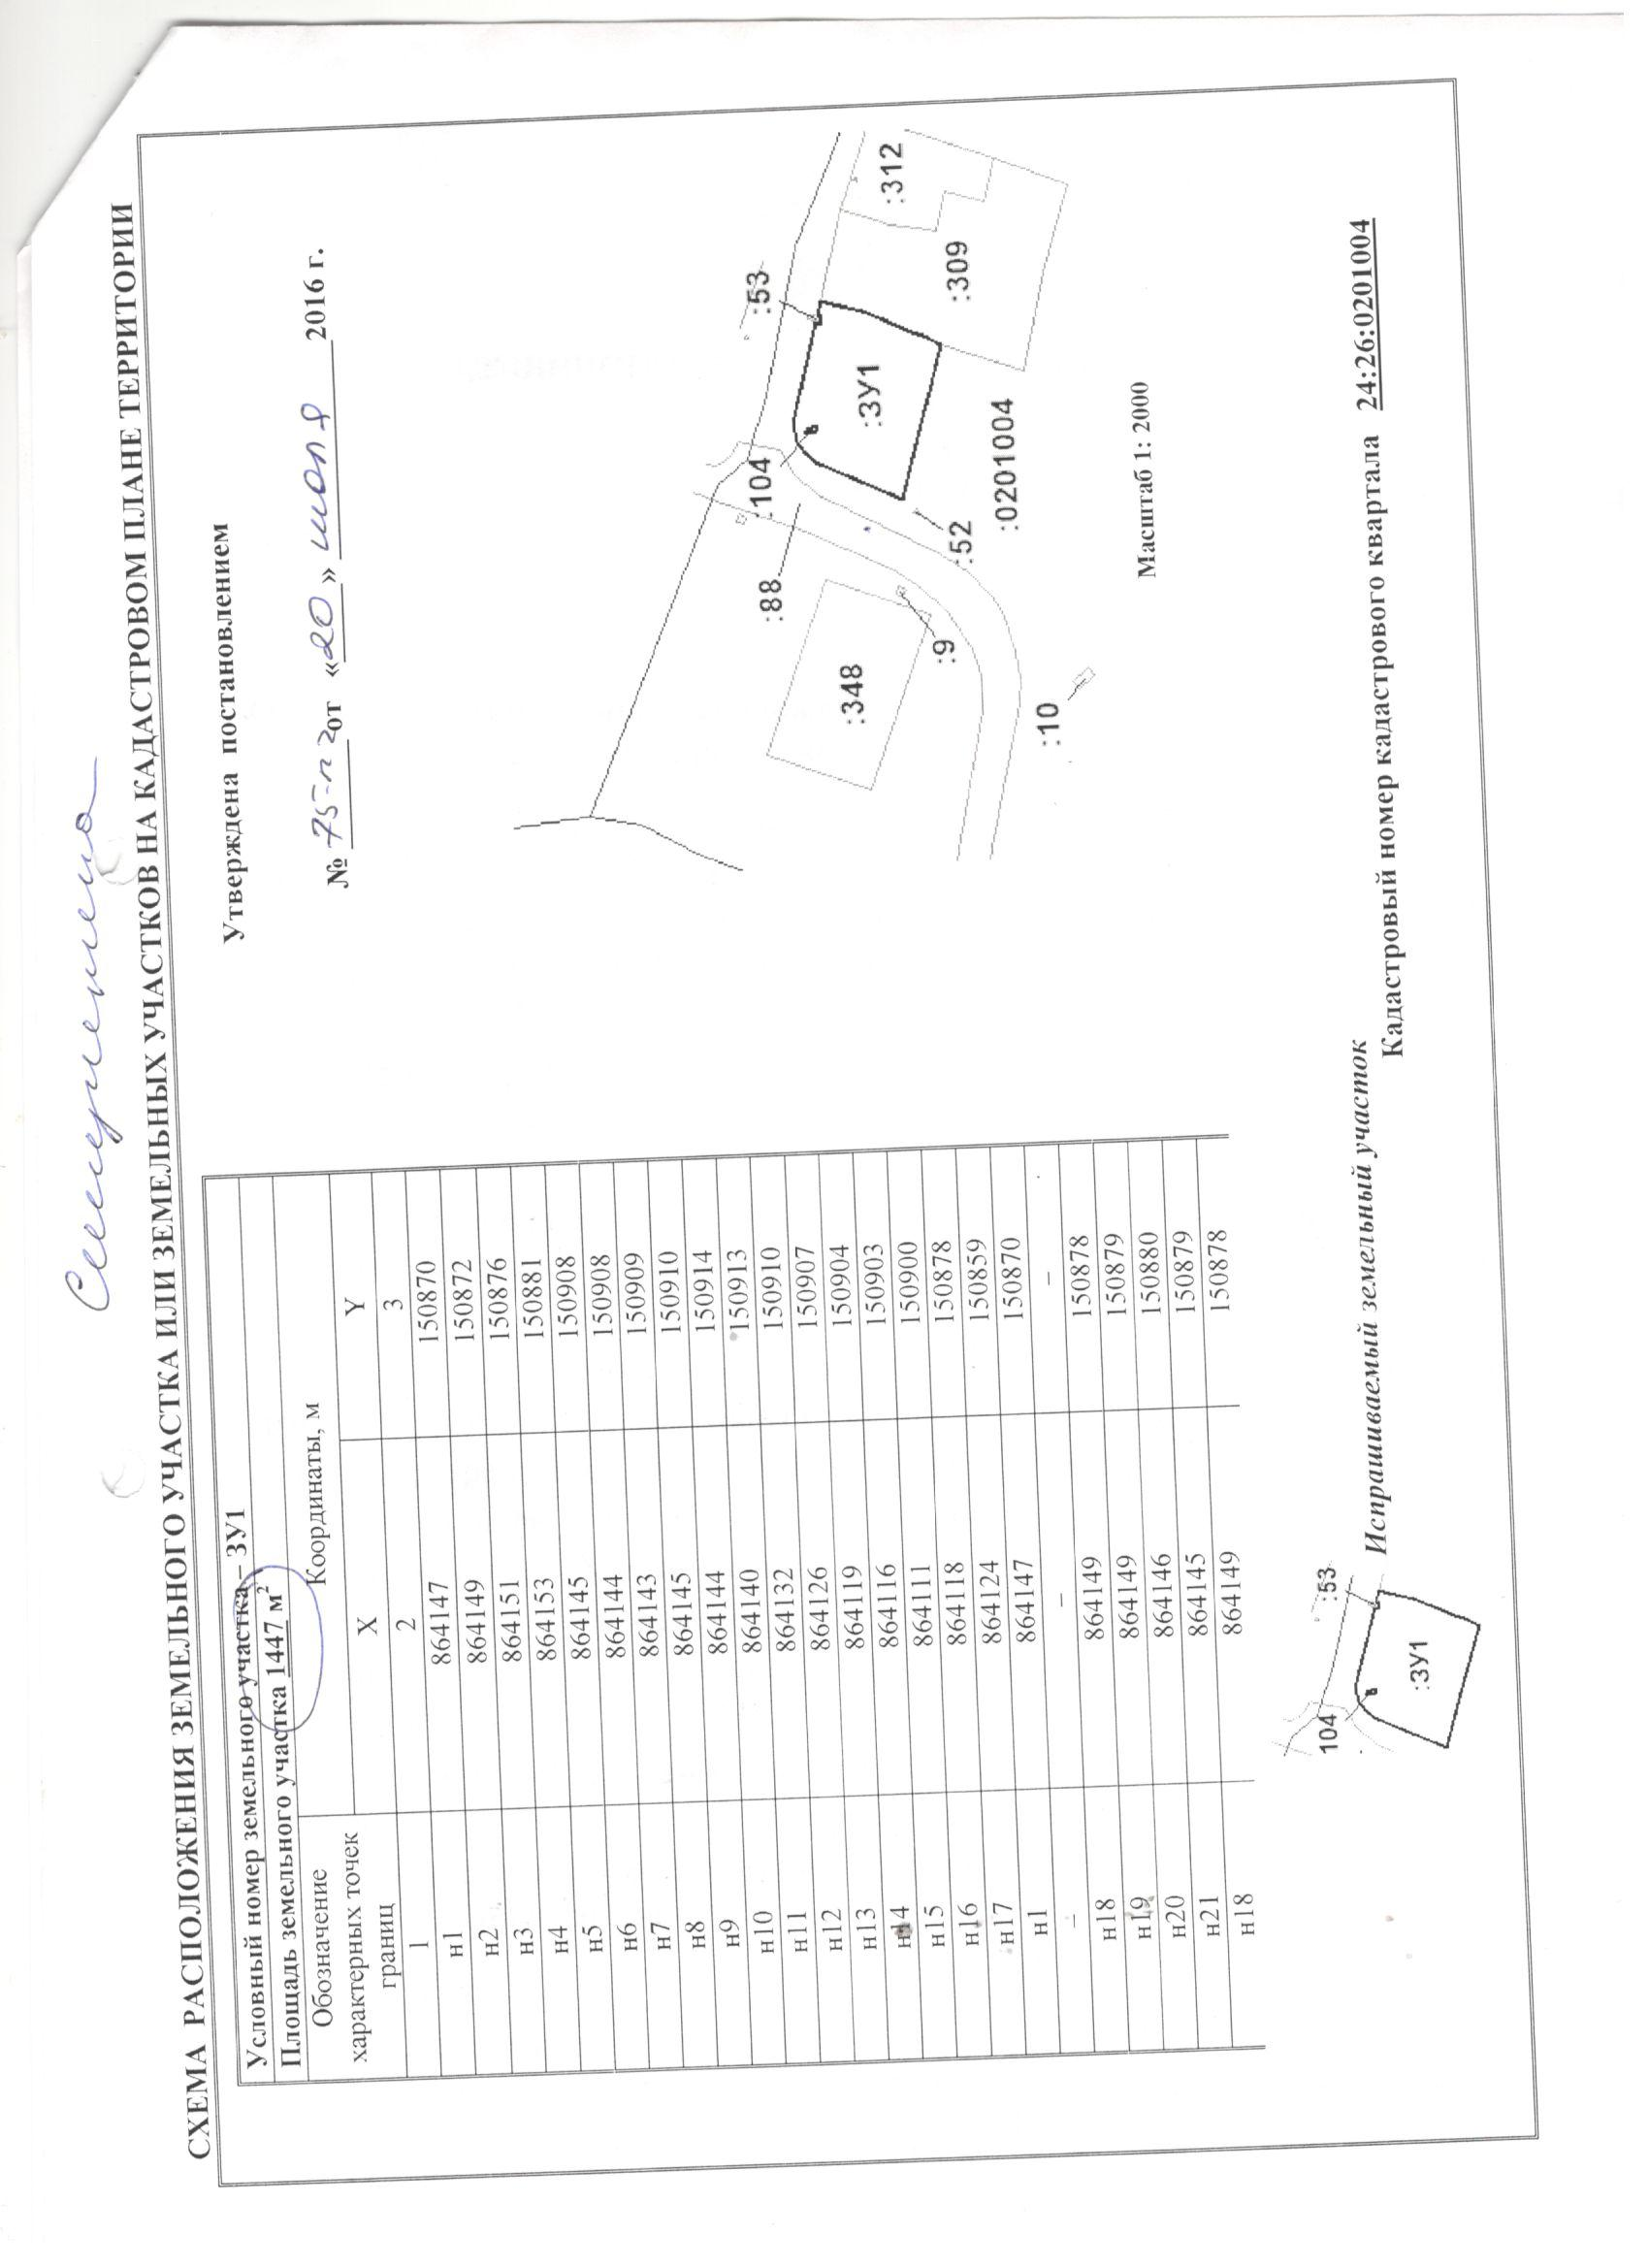 СХЕМА РАСПОЛОЖЕНИЯ ЗЕМЕЛЬНОГО УЧАСТКА ИЛИ ЗЕМЕЛЬНЫХ УЧАСТКОВ НА КАДАСТРОВОМ ПЛАНЕ ТЕРРИТОРИИ
Условный номер земельного участка – ЗУ1
Площадь земельного участка 1447 м²
Обозначение характерных точек границ Координаты, м
X Y
1 2 3
н1 864147 150870
н2 864149 150872
н3 864151 150876
н4 864153 150881
н5 864145 150908
н6 864144 150908
н7 864143 150909
н8 864145 150910
н9 864144 150914
н10 864140 150913
н11 864132 150910
н12 864126 150907
н13 864119 150904
н14 864116 150903
н15 864111 150900
н16 864118 150878
н17 864124 150859
н1 864147 150870
– – –
н18 864149 150878
н19 864149 150879
н20 864146 150880
н21 864145 150879
н18 864149 150878
Утверждена постановлением
№ 75-п от «20» июля 2016 г.
:53
:312
:104
:309
:ЗУ1
:88
:0201004
:52
:348
:9
:10
Масштаб 1: 2000
104
:53
:ЗУ1
Испрашиваемый земельный участок
Кадастровый номер кадастрового квартала 24:26:0201004